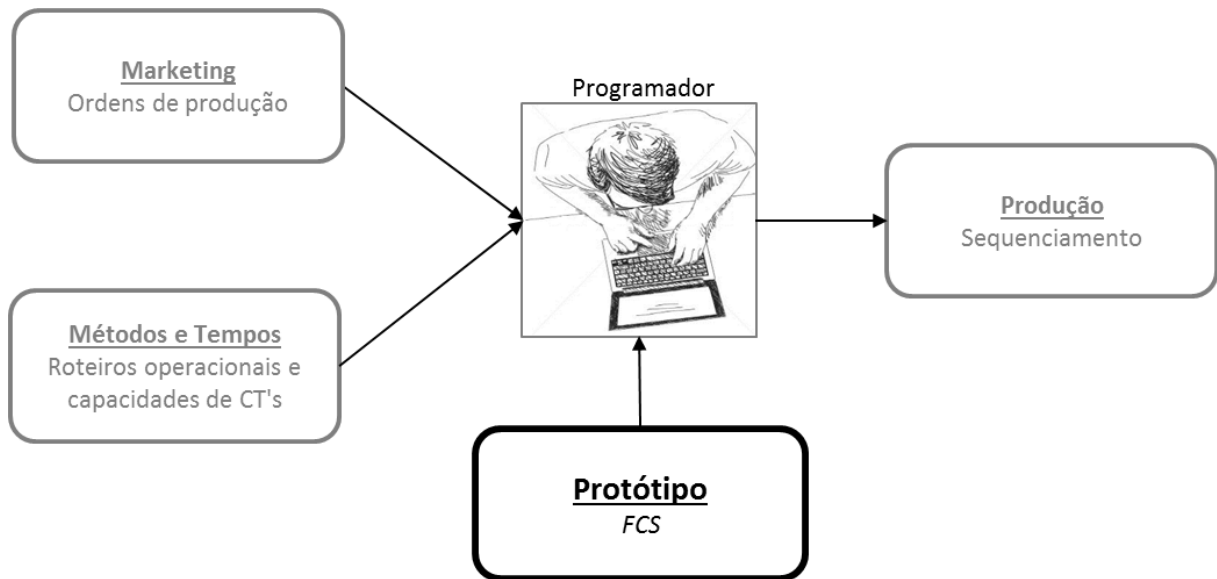 Marketing
Ordens de produção
Programador
Produção
Sequenciamento
Métodos e Tempos
Roteiros operacionais e
capacidades de CT's
Protótipo
FCS